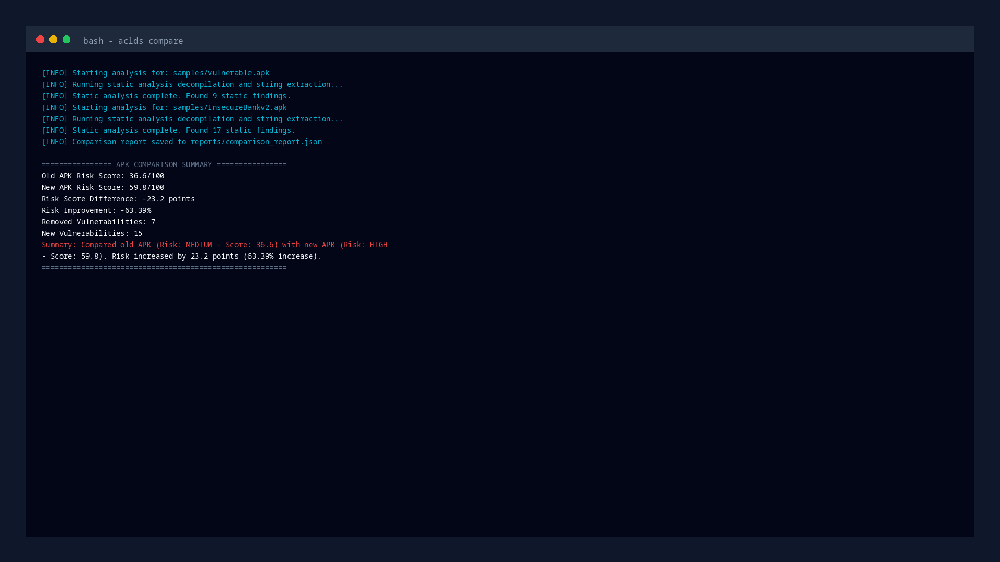 bash - aclds compare
[INFO] Starting analysis for: samples/vulnerable.apk
[INFO] Running static analysis decompilation and string extraction...
[INFO] Static analysis complete. Found 9 static findings.
[INFO] Starting analysis for: samples/InsecureBankv2.apk
[INFO] Running static analysis decompilation and string extraction...
[INFO] Static analysis complete. Found 17 static findings.
[INFO] Comparison report saved to reports/comparison_report.json
================ APK COMPARISON SUMMARY ================
Old APK Risk Score: 36.6/100
New APK Risk Score: 59.8/100
Risk Score Difference: -23.2 points
Risk Improvement: -63.39%
Removed Vulnerabilities: 7
New Vulnerabilities: 15
Summary: Compared old APK (Risk: MEDIUM - Score: 36.6) with new APK (Risk: HIGH
- Score: 59.8). Risk increased by 23.2 points (63.39% increase).
========================================================